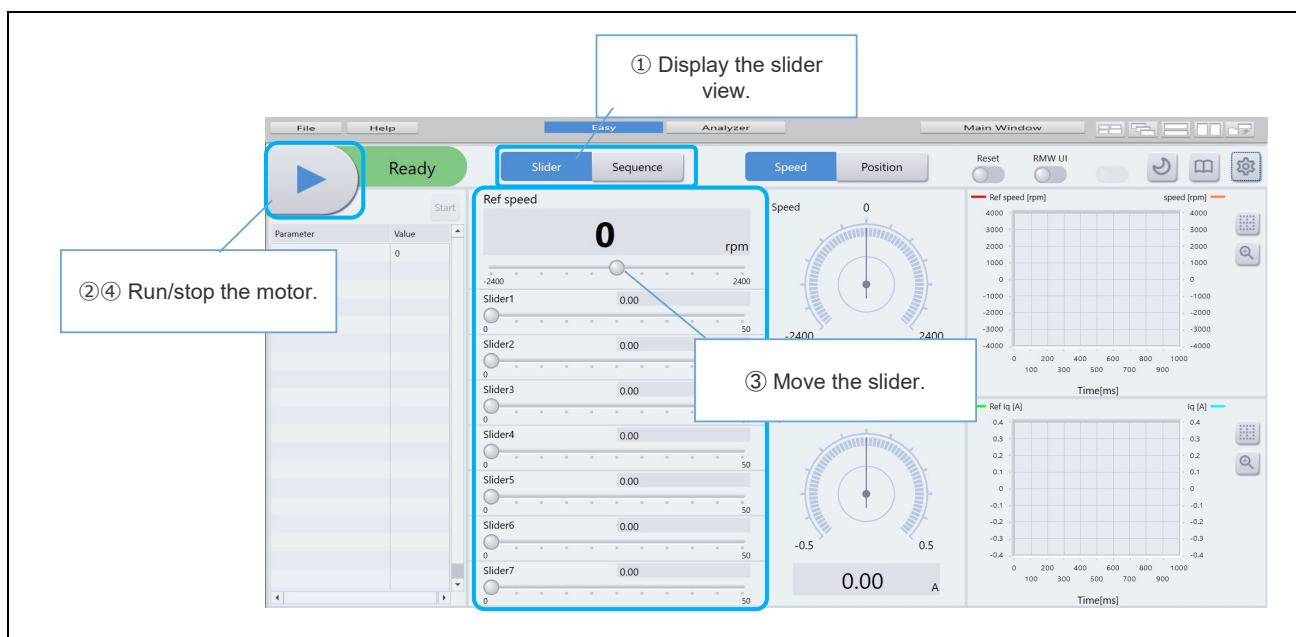 ① Display the slider
view.
File Help Easy Analyzer Main Window
Ready Slider Sequence Speed Position Reset RMW UI
Start
Parameter Value
0
②④ Run/stop the motor.
Ref speed
0 rpm
-2400 2400
Slider1 0.00
0 50
Slider2 0.00
0
Slider3 0.00
0
Slider4 0.00
0 50
Slider5 0.00
0 50
Slider6 0.00
0 50
Slider7 0.00
0 50
③ Move the slider.
Speed 0
-2400 2400
-0.5 0.5
0.00 A
Ref speed [rpm] speed [rpm]
4000 4000
3000 3000
2000 2000
1000 1000
0 0
-1000 -1000
-2000 -2000
-3000 -3000
-4000 -4000
0 200 400 600 800 1000
100 300 500 700 900
Time[ms]
Ref Iq [A] Iq [A]
0.4 0.4
0.3 0.3
0.2 0.2
0.1 0.1
0 0
-0.1 -0.1
-0.2 -0.2
-0.3 -0.3
-0.4 -0.4
0 200 400 600 800 1000
100 300 500 700 900
Time[ms]